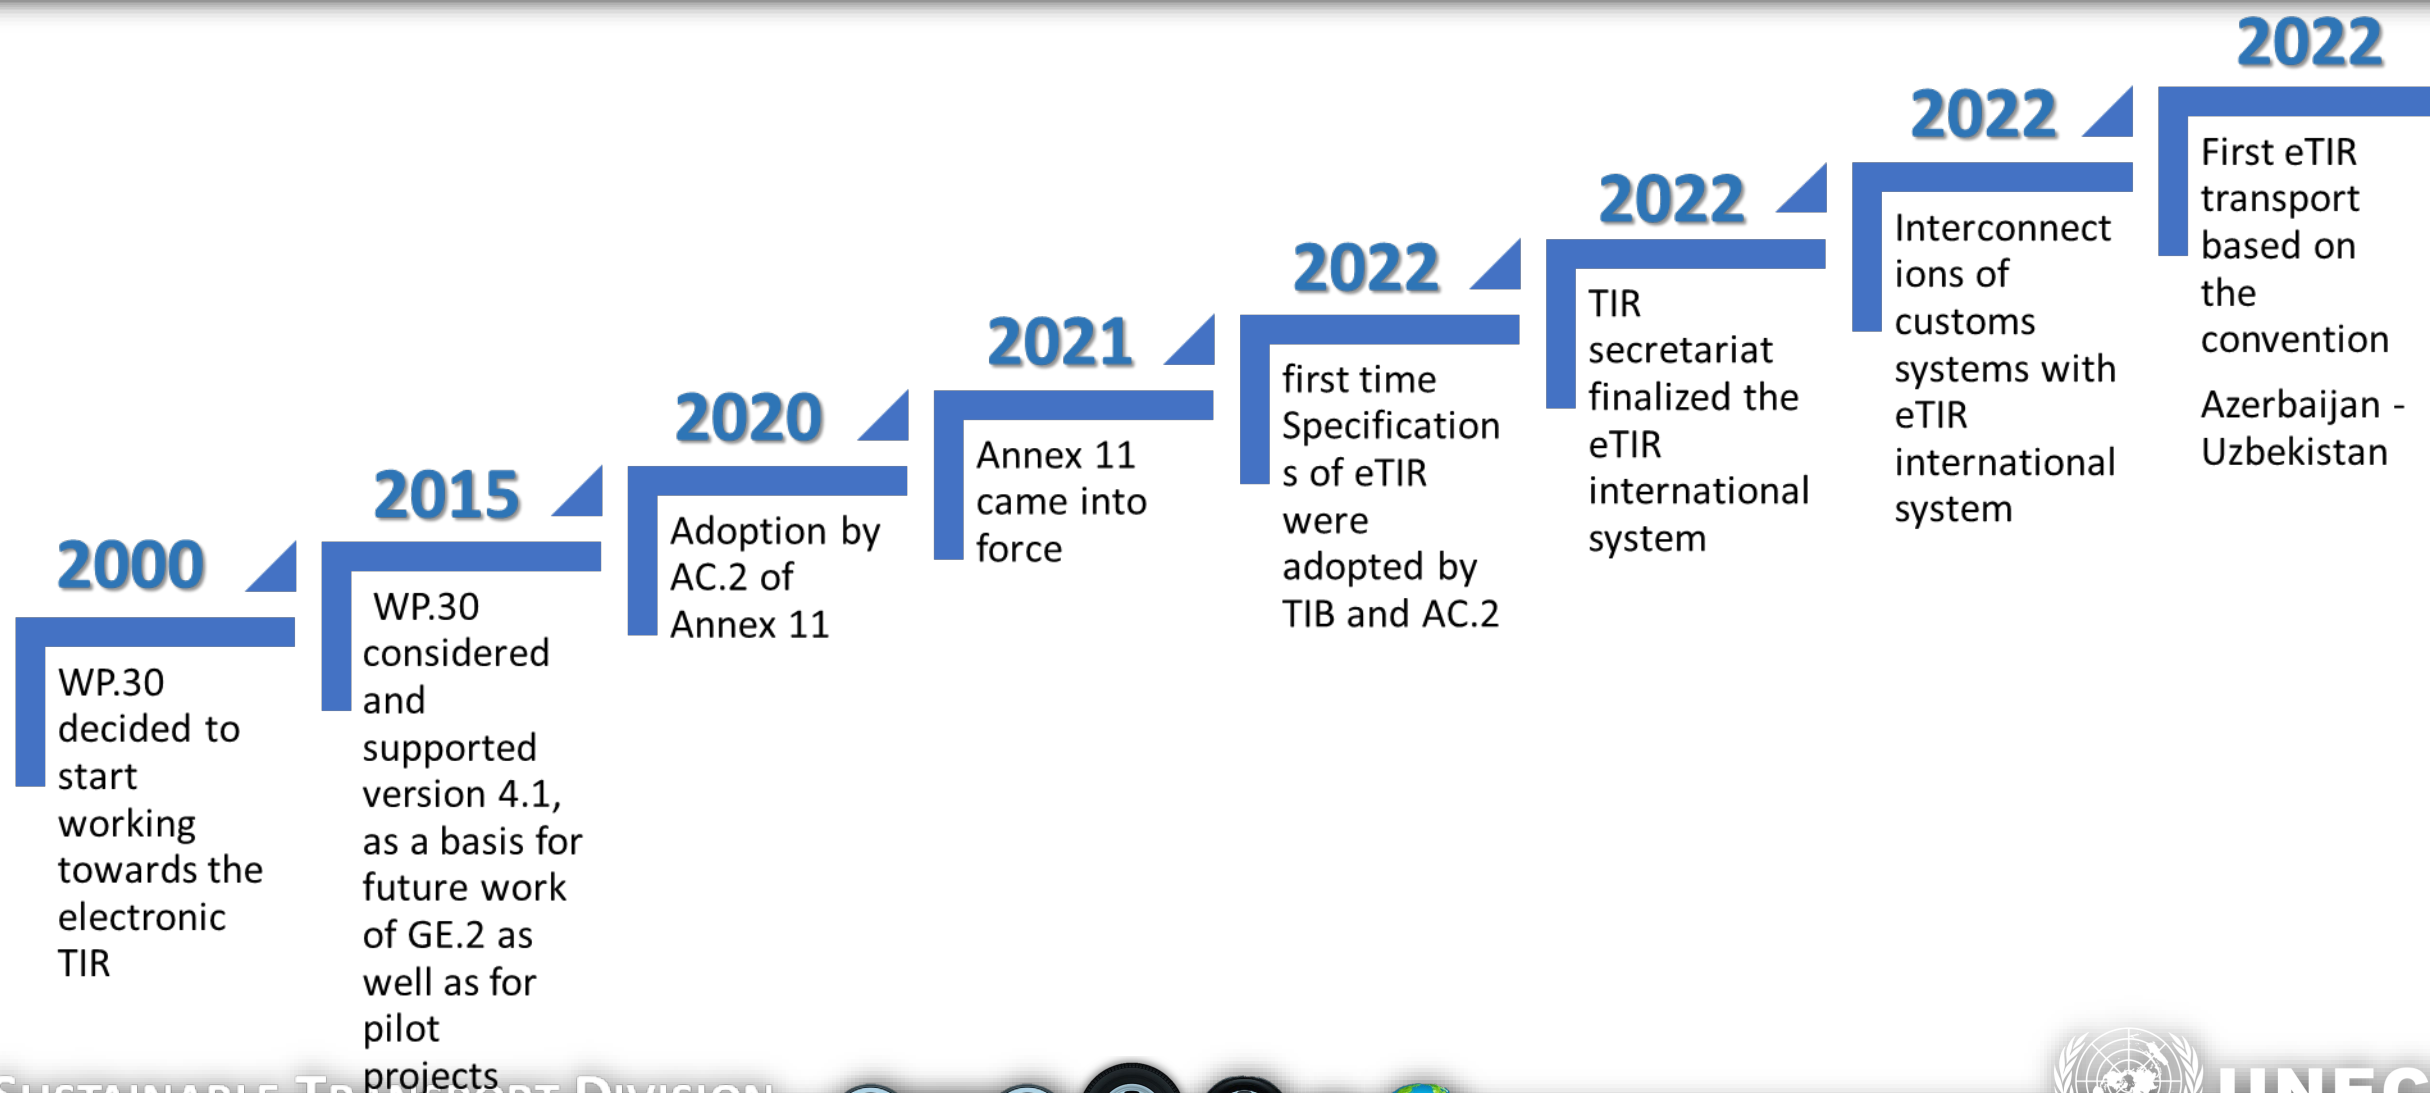 2000
WP.30
decided to
start
working
towards the
electronic
TIR
2015
WP.30
considered
and
supported
version 4.1,
as a basis for
future work
of GE.2 as
well as for
pilot
projects
2020
Adoption by
AC.2 of
Annex 11
2021
Annex 11
came into
force
2022
first time
Specification
s of eTIR
were
adopted by
TIB and AC.2
2022
TIR
secretariat
finalized the
eTIR
international
system
2022
Interconnect
ions of
customs
systems with
eTIR
international
system
2022
First eTIR
transport
based on
the
convention
Azerbaijan -
Uzbekistan
SUSTAINABLE TRANSPORT DIVISION